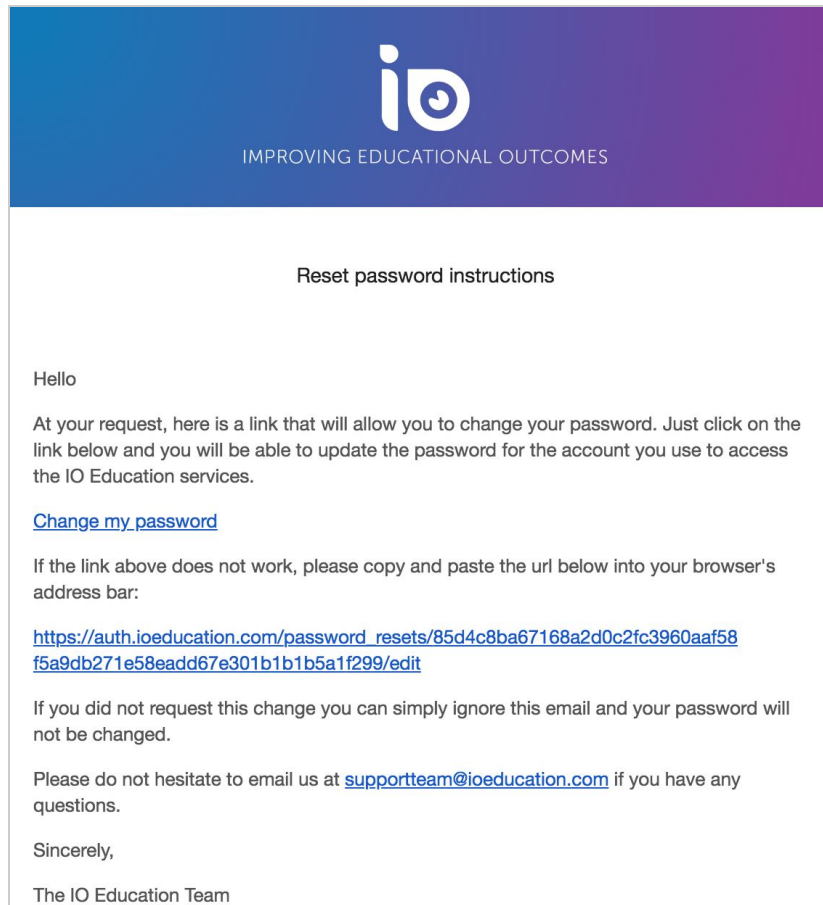 io
IMPROVING EDUCATIONAL OUTCOMES
Reset password instructions
Hello
At your request, here is a link that will allow you to change your password. Just click on the
link below and you will be able to update the password for the account you use to access
the IO Education services.
Change my password
If the link above does not work, please copy and paste the url below into your browser's
address bar:
https://auth.ioeducation.com/password_resets/85d4c8ba67168a2d0c2fc3960aaf58
f5a9db271e58eadd67e301b1b1b5a1f299/edit
If you did not request this change you can simply ignore this email and your password will
not be changed.
Please do not hesitate to email us at supportteam@ioeducation.com if you have any
questions.
Sincerely,
The IO Education Team